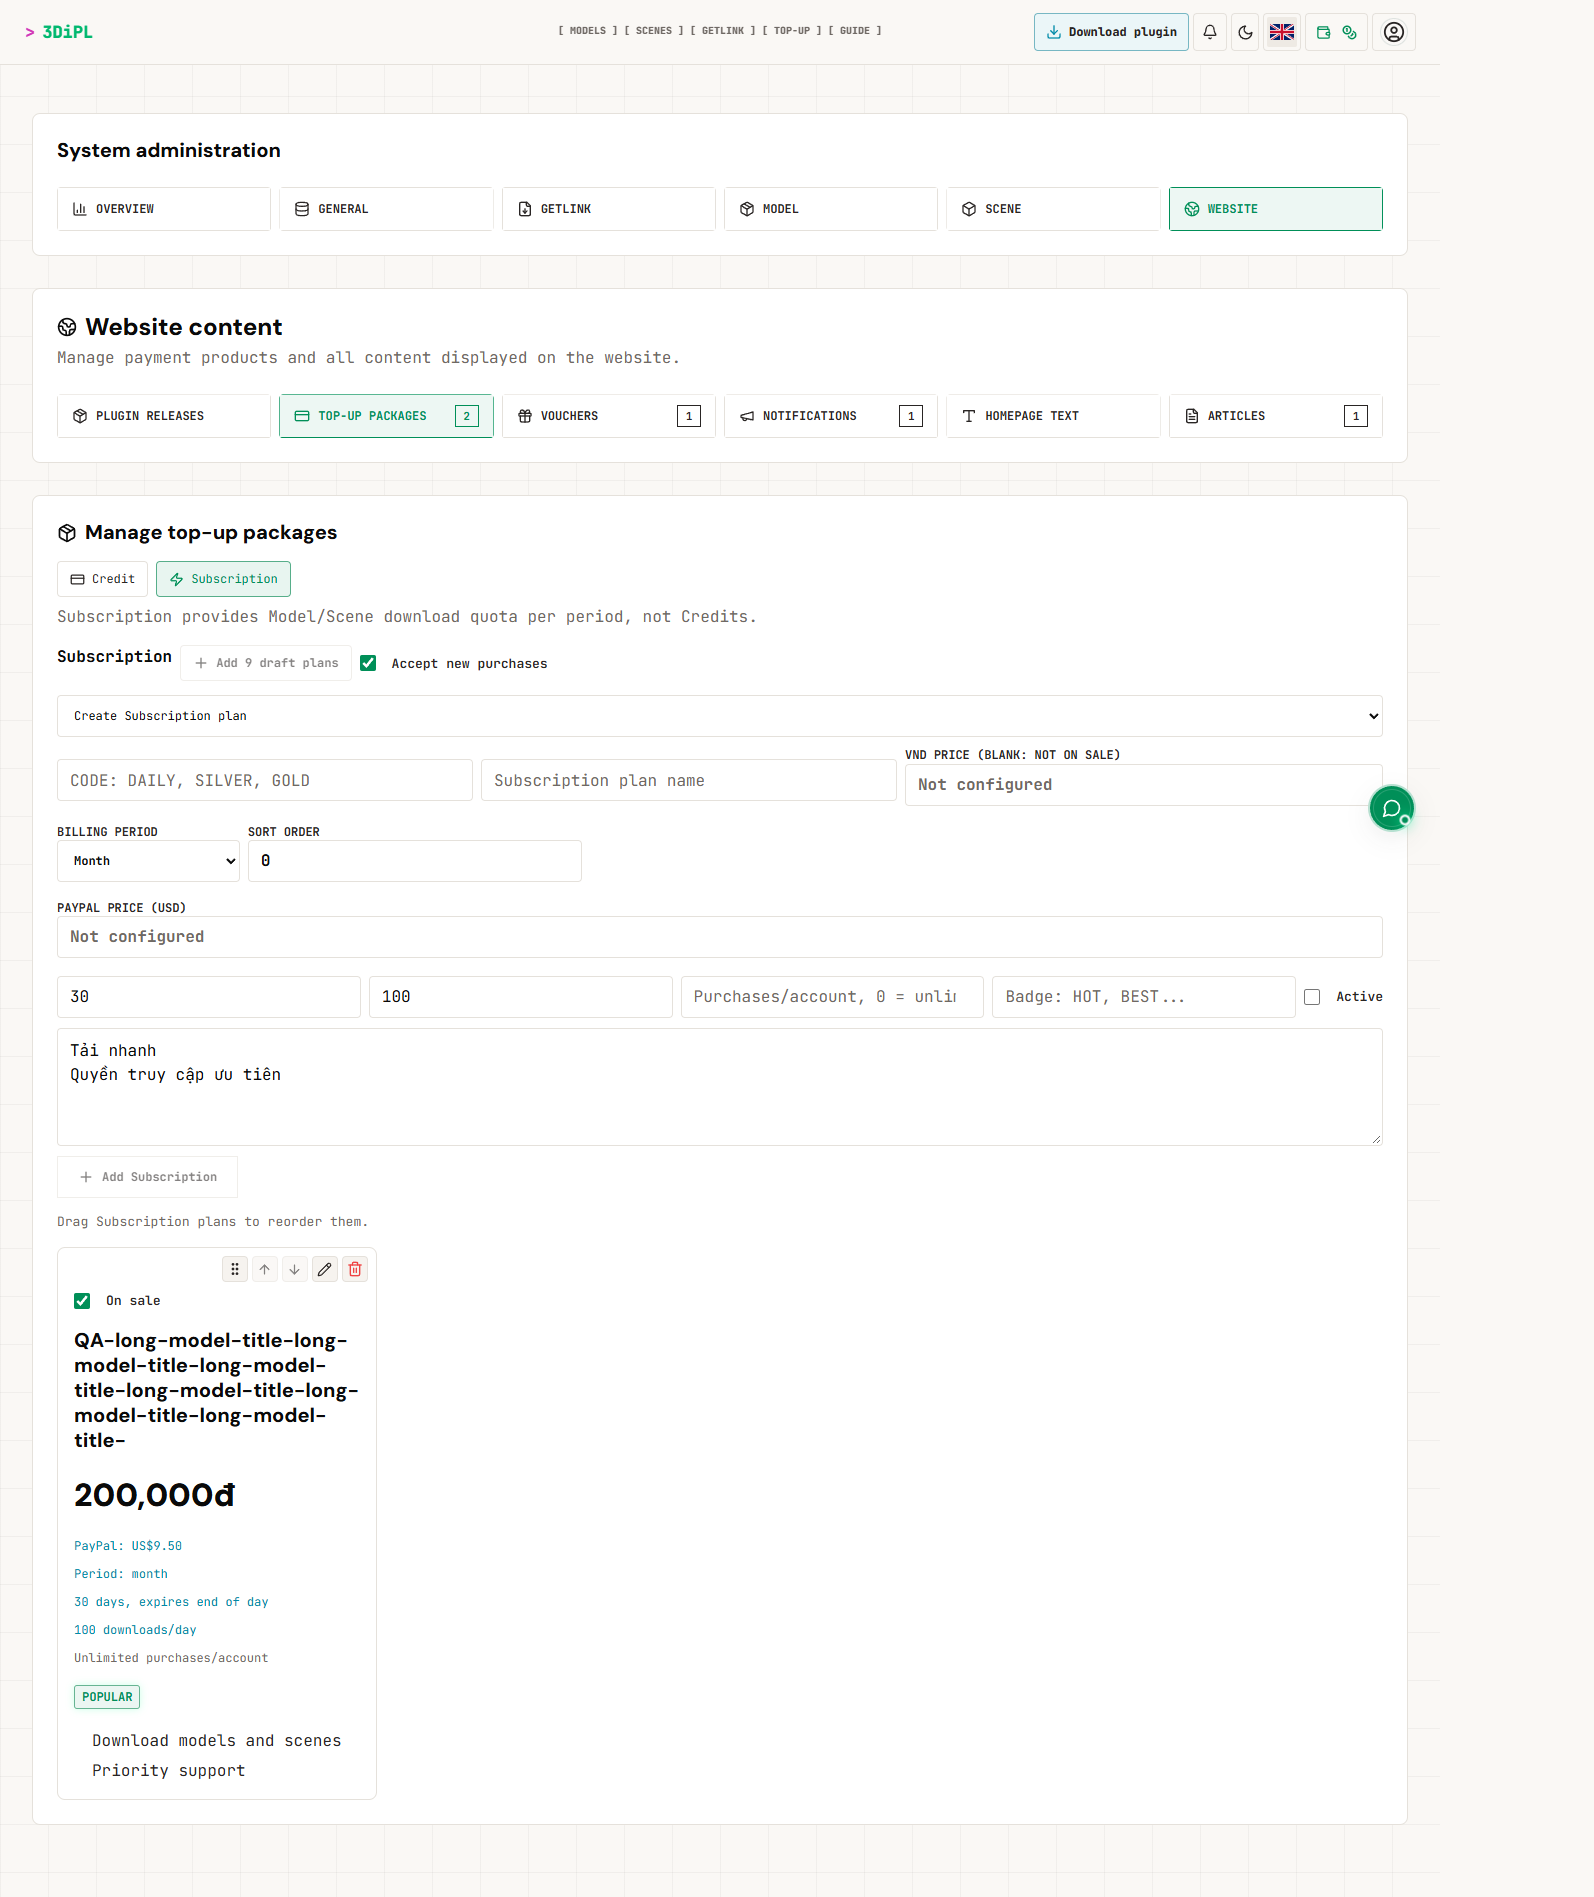 > 3DiPL
[ MODELS ] [ SCENES ] [ GETLINK ] [ TOP-UP ] [ GUIDE ]
Download plugin
System administration
OVERVIEW
GENERAL
GETLINK
MODEL
SCENE
WEBSITE
Website content
Manage payment products and all content displayed on the website.
PLUGIN RELEASES
TOP-UP PACKAGES 2
VOUCHERS 1
NOTIFICATIONS 1
HOMEPAGE TEXT
ARTICLES 1
Manage top-up packages
Credit
Subscription
Subscription provides Model/Scene download quota per period, not Credits.
Subscription
Add 9 draft plans
Accept new purchases
Create Subscription plan
VND PRICE (BLANK: NOT ON SALE)
CODE: DAILY, SILVER, GOLD
Subscription plan name
Not configured
BILLING PERIOD
SORT ORDER
Month
0
PAYPAL PRICE (USD)
Not configured
30
100
Purchases/account, 0 = unli
Badge: HOT, BEST...
Active
Tải nhanh
Quyền truy cập ưu tiên
Add Subscription
Drag Subscription plans to reorder them.
On sale
QA-long-model-title-long-
model-title-long-model-
title-long-model-title-long-
model-title-long-model-
title-
200,000đ
PayPal: US$9.50
Period: month
30 days, expires end of day
100 downloads/day
Unlimited purchases/account
POPULAR
Download models and scenes
Priority support